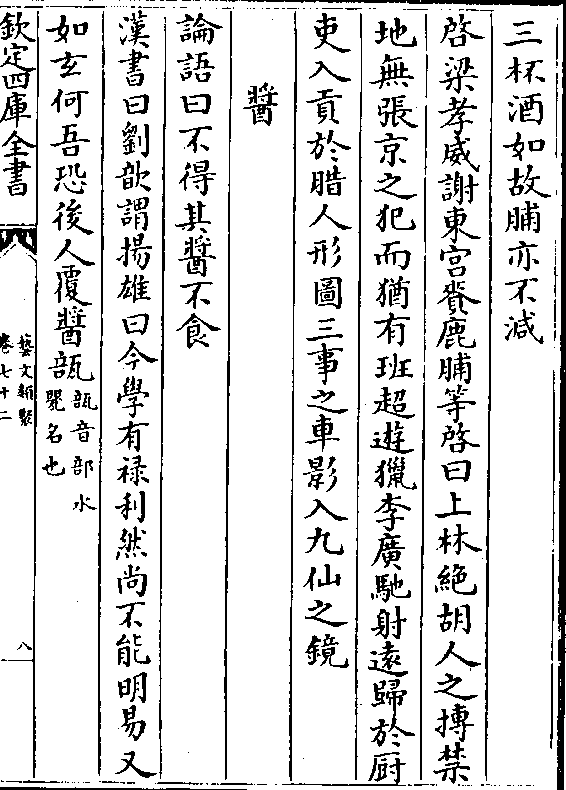 三杯酒如故脯亦不減
啓梁孝威謝東宮賚鹿脯等啓曰上林絶胡人之搏禁
地無張京之犯而猶有班超遊獵李廣馳射遠歸於厨
吏入貢於腊人形圖三事之車影入九仙之鏡
醬
論語曰不得其醬不食
漢書曰劉歆謂揚雄曰今學有禄利然尚不能明易又
如玄何吾恐後人覆醬瓿瓿音部水甖名也
欽定四庫全書
藝文類聚
卷七十二
八